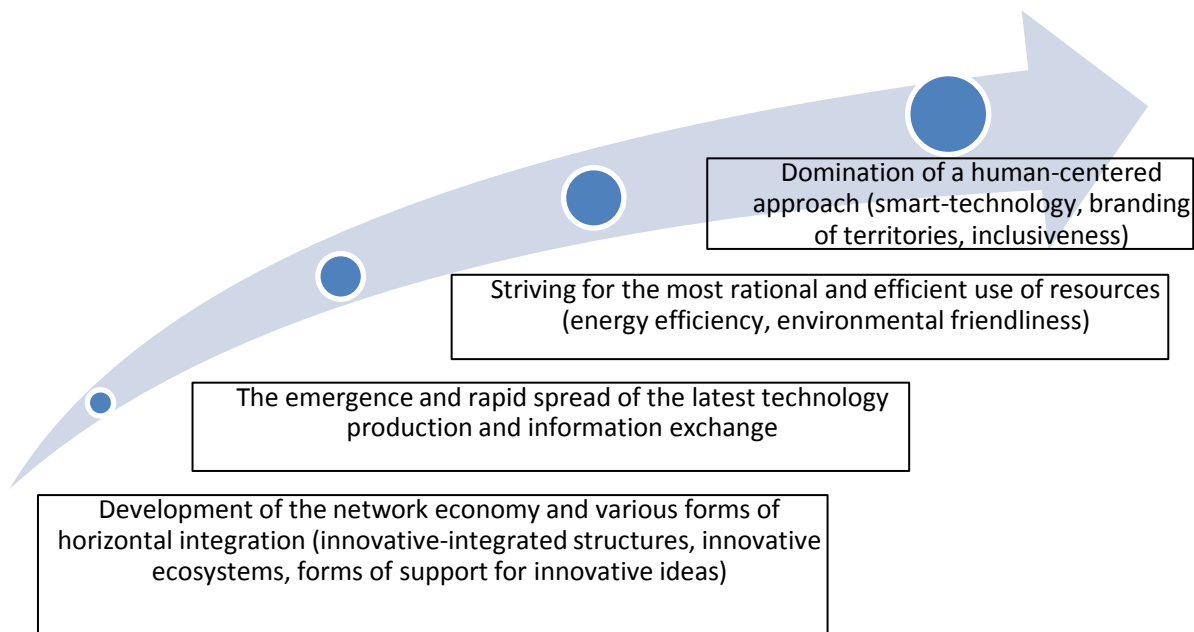 Domination of a human-centered
approach (smart-technology, branding
of territories, inclusiveness)
Striving for the most rational and efficient use of resources
(energy efficiency, environmental friendliness)
The emergence and rapid spread of the latest technology
production and information exchange
Development of the network economy and various forms of
horizontal integration (innovative-integrated structures, innovative
ecosystems, forms of support for innovative ideas)